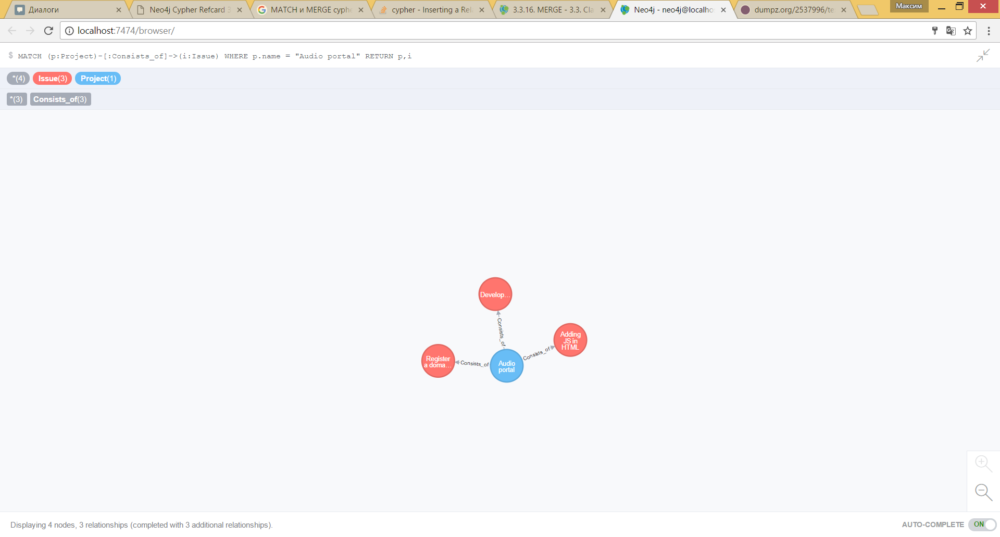 Диалоги
Neo4j Cypher Refcard 3
MATCH и MERGE cyphe
cypher - Inserting a Rel
3.3.16. MERGE - 3.3. Cla
Neo4j - neo4j@localho
dumpz.org/2537996/te
Максим
localhost:7474/browser/
$ MATCH (p:Project)-[:Consists_of]->(i:Issue) WHERE p.name = "Audio portal" RETURN p,i
*(4) Issue(3) Project(1)
*(3) Consists_of(3)
Develop...
Consists_of
Adding
JS in
HTML
Consists_of
Register
a doma...
Consists_of
Audio
portal
Displaying 4 nodes, 3 relationships (completed with 3 additional relationships).
AUTO-COMPLETE ON